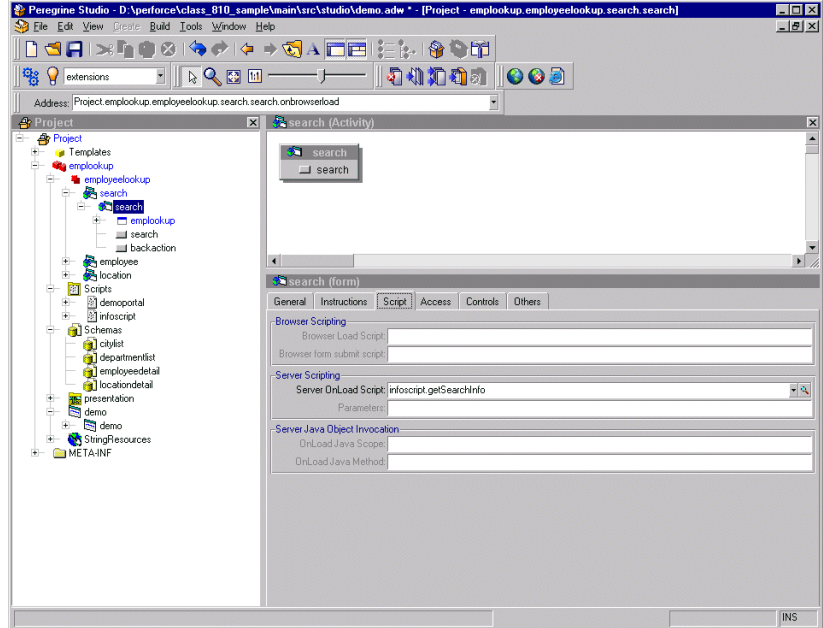 Peregrine Studio - D:\perforce\class_810_sample\main\src\studio\demo.adw * - [Project - emplookup.employeelookup.search.search]
File Edit View Create Build Tools Window Help
extensions
1:1
Address: Project.emplookup.employeelookup.search.search.onbrowserload
Project
Project
Templates
emplookup
employeelookup
search
search
emplookup
search
backaction
employee
location
Scripts
demoportal
infoscript
Schemas
citylist
departmentlist
employeedetail
locationdetail
presentation
demo
demo
StringResources
META-INF
search (Activity)
search
search
search (form)
General Instructions Script Access Controls Others
Browser Scripting
Browser Load Script:
Browser form submit script:
Server Scripting
Server OnLoad Script: infoscript.getSearchInfo
Parameters:
Server Java Object Invocation
OnLoad Java Scope:
OnLoad Java Method:
INS